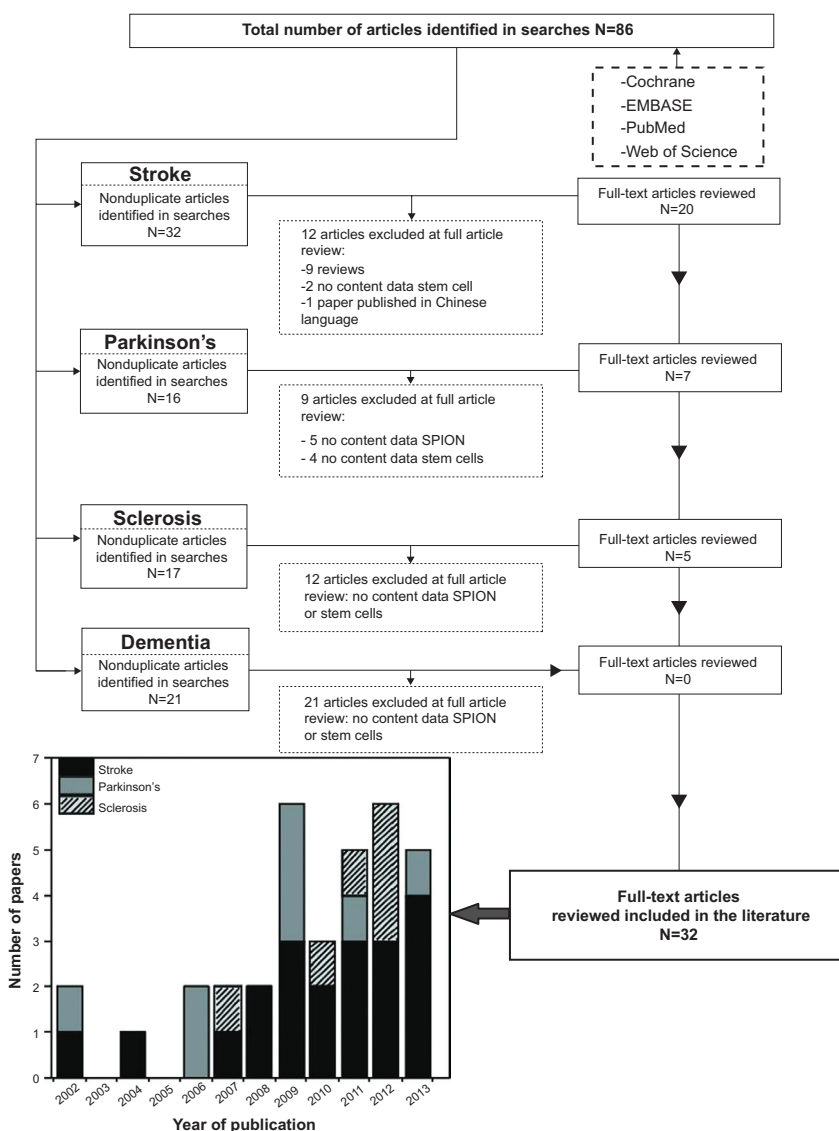 Total number of articles identified in searches N=86
-Cochrane
-EMBASE
-PubMed
-Web of Science
Stroke
Nonduplicate articles
identified in searches
N=32
12 articles excluded at full article
review:
-9 reviews
-2 no content data stem cell
-1 paper published in Chinese
language
Full-text articles reviewed
N=20
Parkinson's
Nonduplicate articles
identified in searches
N=16
9 articles excluded at full article
review:
- 5 no content data SPION
- 4 no content data stem cells
Full-text articles reviewed
N=7
Sclerosis
Nonduplicate articles
identified in searches
N=17
12 articles excluded at full article
review: no content data SPION
or stem cells
Full-text articles reviewed
N=5
Dementia
Nonduplicate articles
identified in searches
N=21
21 articles excluded at full article
review: no content data SPION
or stem cells
Full-text articles reviewed
N=0
Full-text articles
reviewed included in the literature
N=32
Stroke
Parkinson's
Sclerosis
Number of papers
7
6
5
4
3
2
1
0
2002
2003
2004
2005
2006
2007
2008
2009
2010
2011
2012
2013
Year of publication